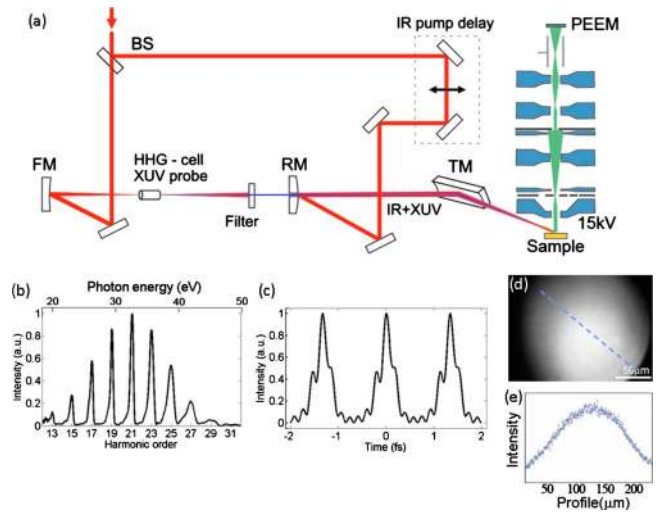 (a)
BS
IR pump delay
PEEM
FM
HHG - cell
XUV probe
Filter
RM
IR+XUV
TM
15kV
Sample
(b)
Photon energy (eV)
20 30 40 50
Intensity (a.u.)
1
0.8
0.6
0.4
0.2
0
13 15 17 19 21 23 25 27 29 31
Harmonic order
(c)
Intensity (a.u.)
1
0.8
0.6
0.4
0.2
0
-2 -1 0 1 2
Time (fs)
(d)
50μm
(e)
Intensity
50 100 150 200
Profile(μm)